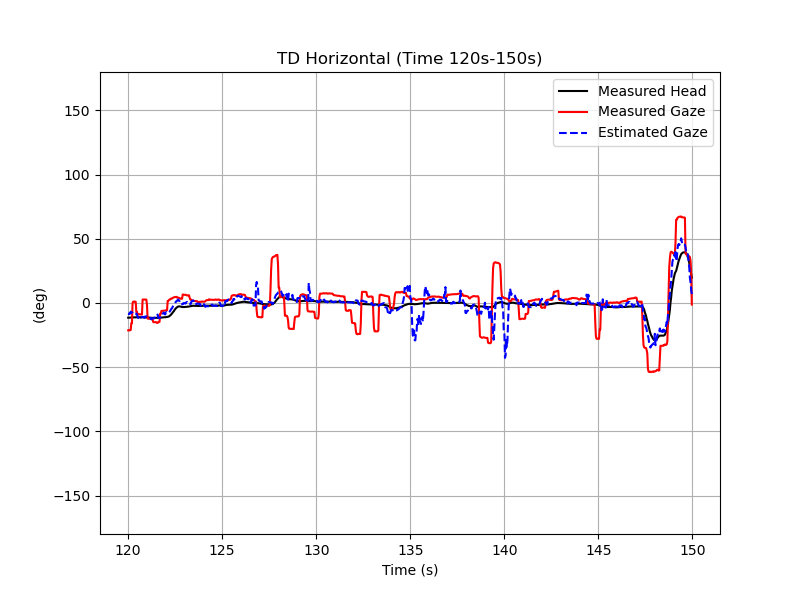 TD Horizontal (Time 120s-150s)
Measured Head
Measured Gaze
Estimated Gaze
150
100
50
0
−50
−100
−150
(deg)
120 125 130 135 140 145 150
Time (s)